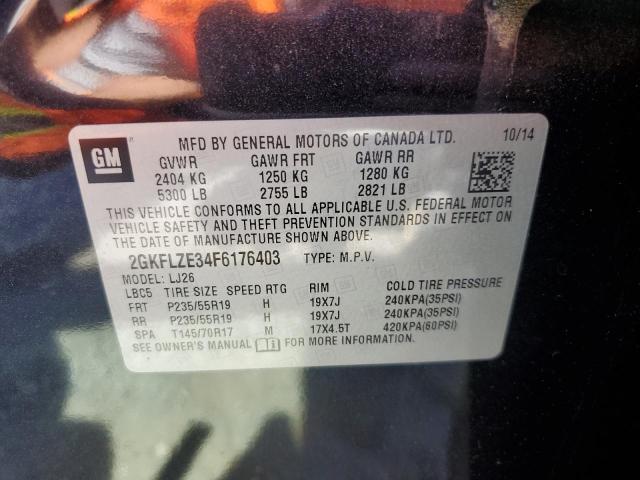 GM
MFD BY GENERAL MOTORS OF CANADA LTD. 10/14
GVWR GAWR FRT GAWR RR
2404 KG 1250 KG 1280 KG
5300 LB 2755 LB 2821 LB
THIS VEHICLE CONFORMS TO ALL APPLICABLE U.S. FEDERAL MOTOR
VEHICLE SAFETY AND THEFT PREVENTION STANDARDS IN EFFECT ON
THE DATE OF MANUFACTURE SHOWN ABOVE.
2GKFLZE34F6176403 TYPE: M.P.V.
MODEL: LJ26
LBC5 TIRE SIZE SPEED RTG RIM COLD TIRE PRESSURE
FRT P235/55R19 H 19X7J 240KPA(35PSI)
RR P235/55R19 H 19X7J 240KPA(35PSI)
SPA T145/70R17 M 17X4.5T 420KPA(60PSI)
SEE OWNER'S MANUAL FOR MORE INFORMATION.